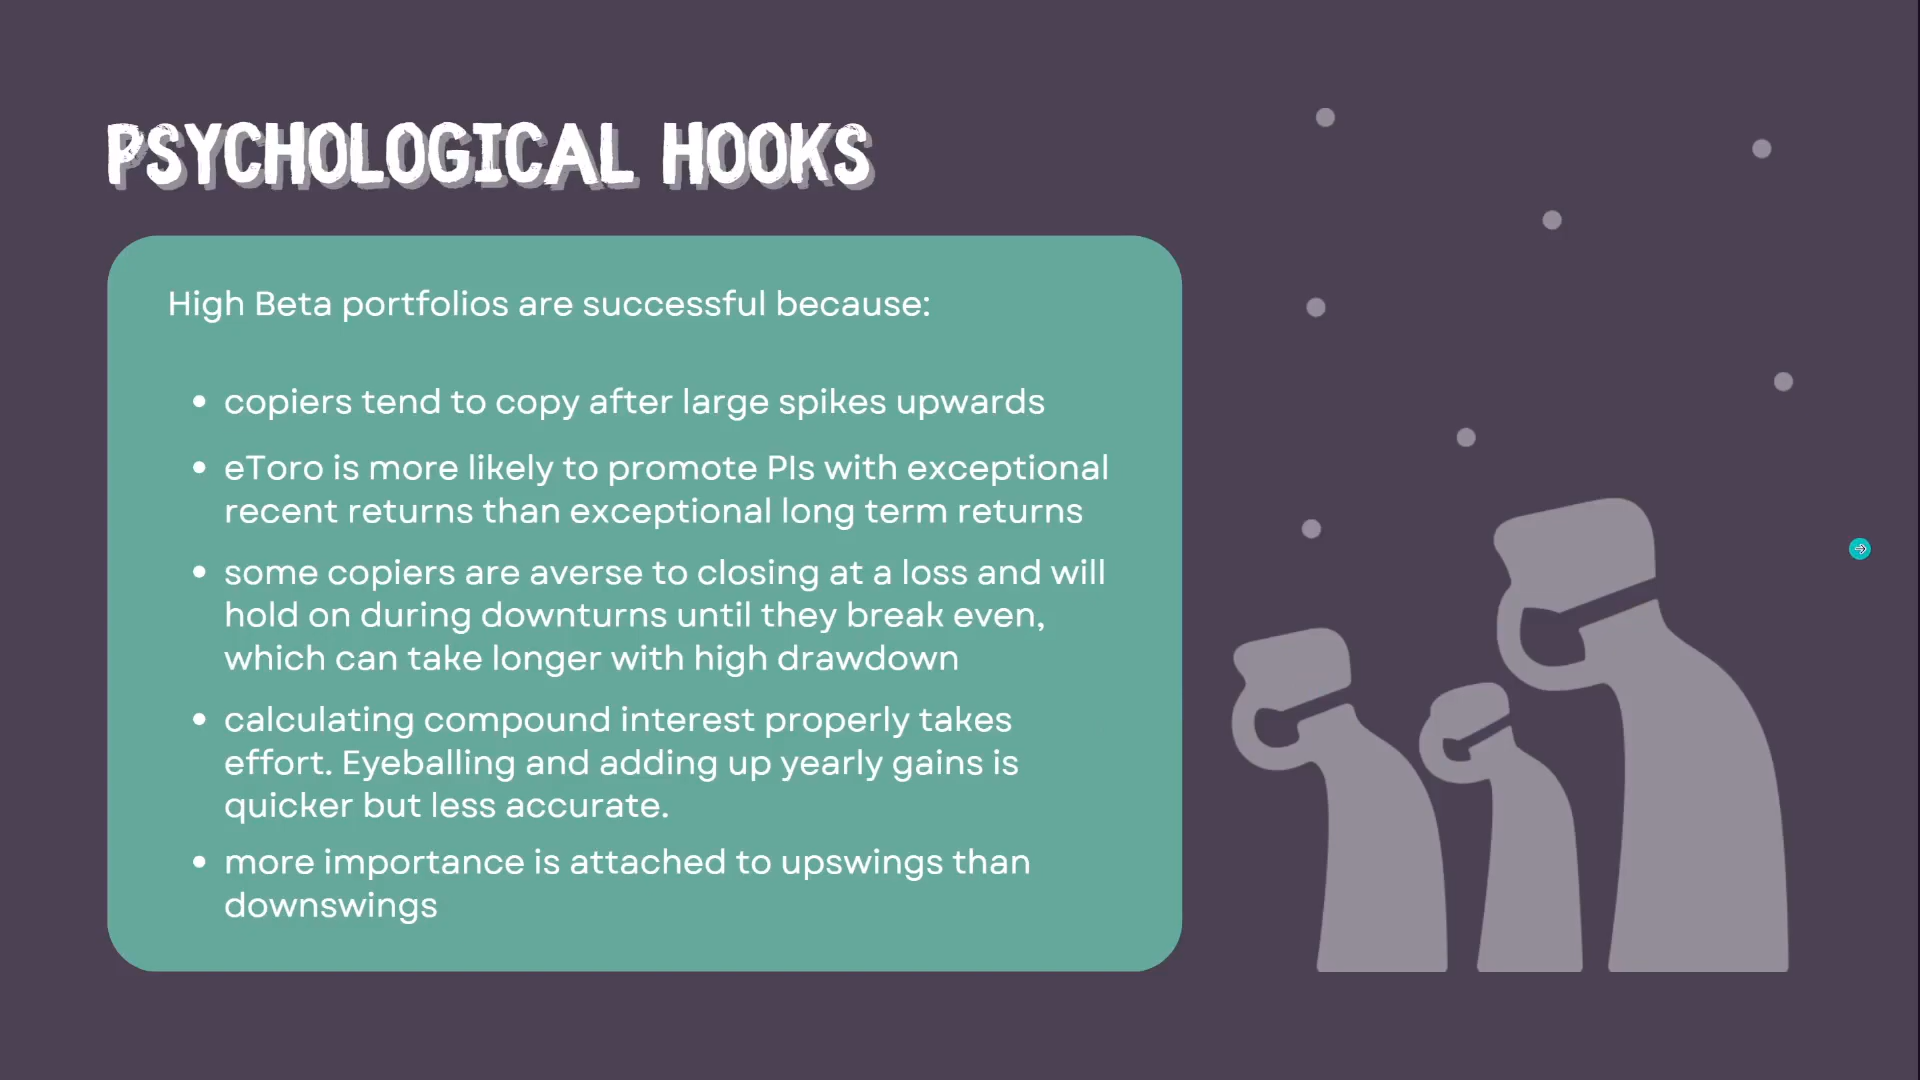 PSYCHOLOGICAL HOOKS
High Beta portfolios are successful because:
• copiers tend to copy after large spikes upwards
• eToro is more likely to promote PIs with exceptional
recent returns than exceptional long term returns
• some copiers are averse to closing at a loss and will
hold on during downturns until they break even,
which can take longer with high drawdown
• calculating compound interest properly takes
effort. Eyeballing and adding up yearly gains is
quicker but less accurate.
• more importance is attached to upswings than
downswings